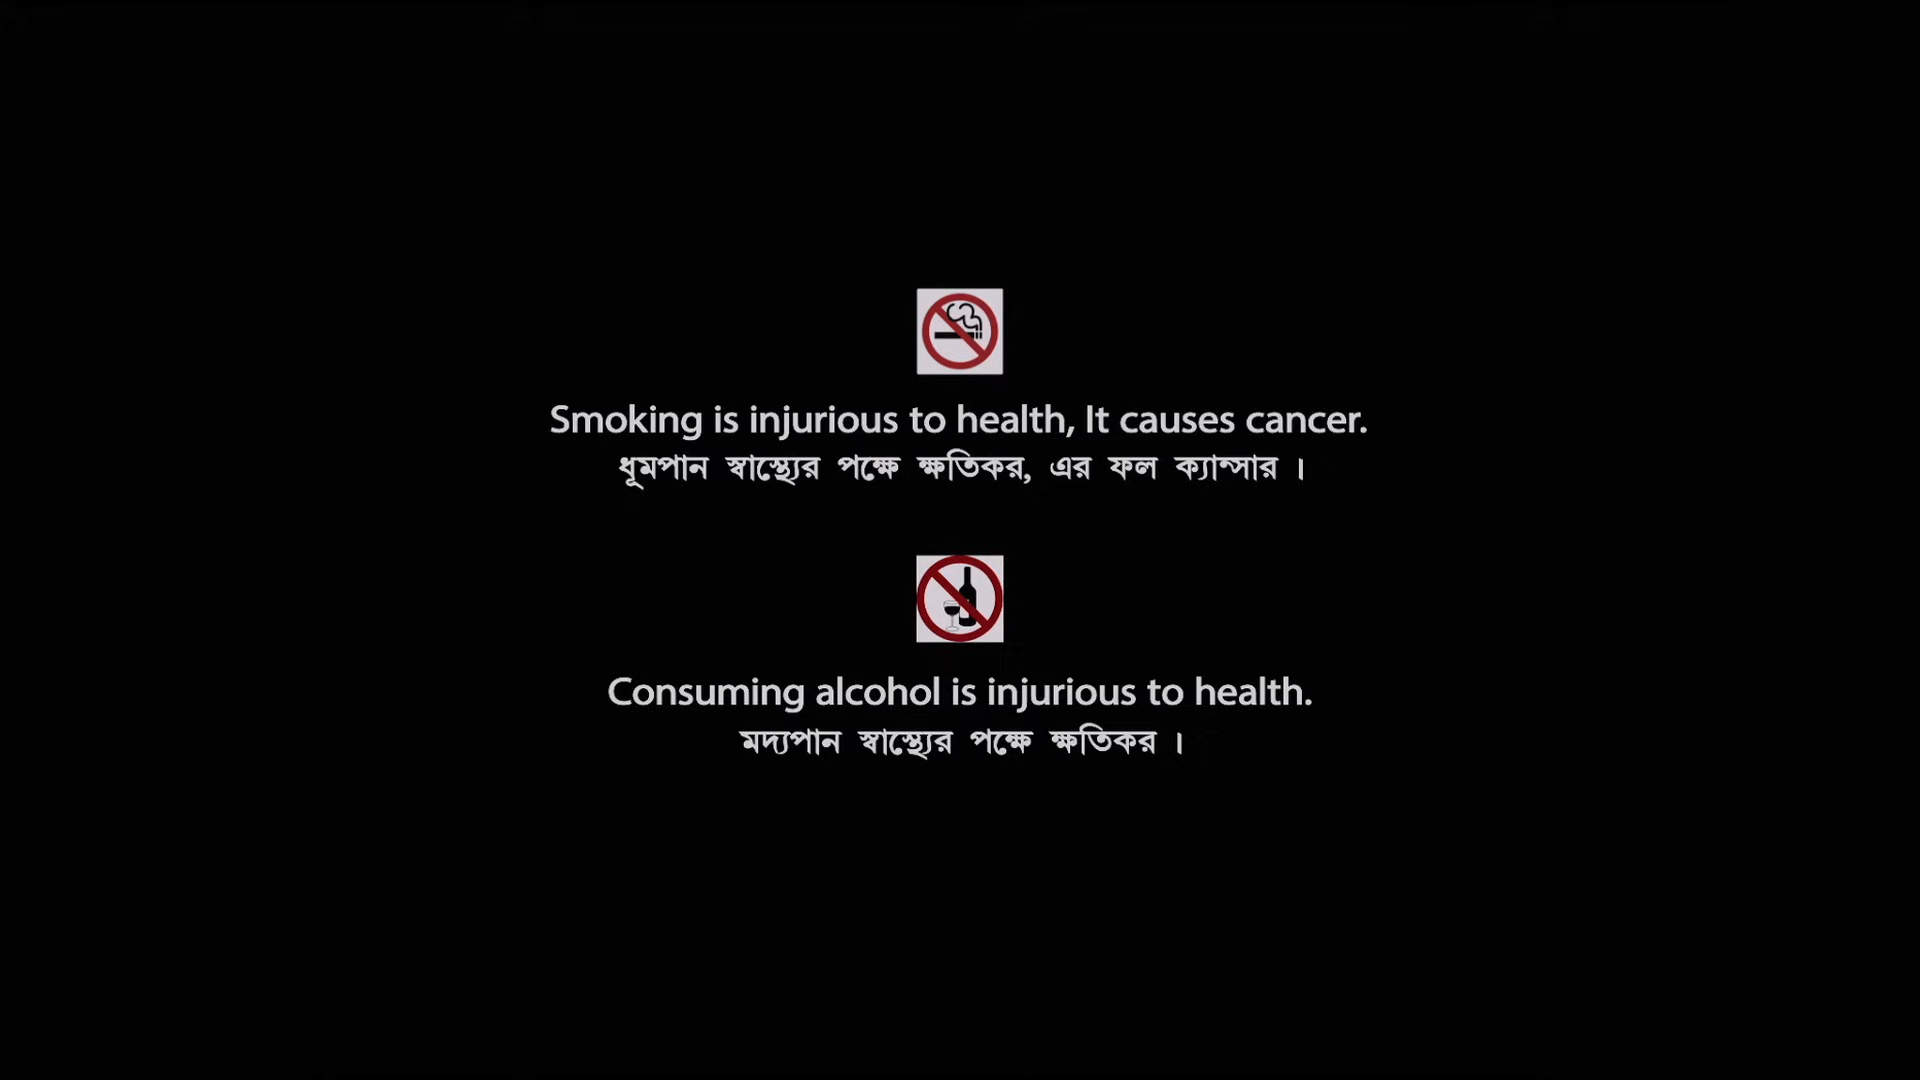 Smoking is injurious to health, It causes cancer.
ধূমপান স্বাস্থ্যের পক্ষে ক্ষতিকর, এর ফল ক্যান্সার ।
Consuming alcohol is injurious to health.
মদ্যপান স্বাস্থ্যের পক্ষে ক্ষতিকর ।